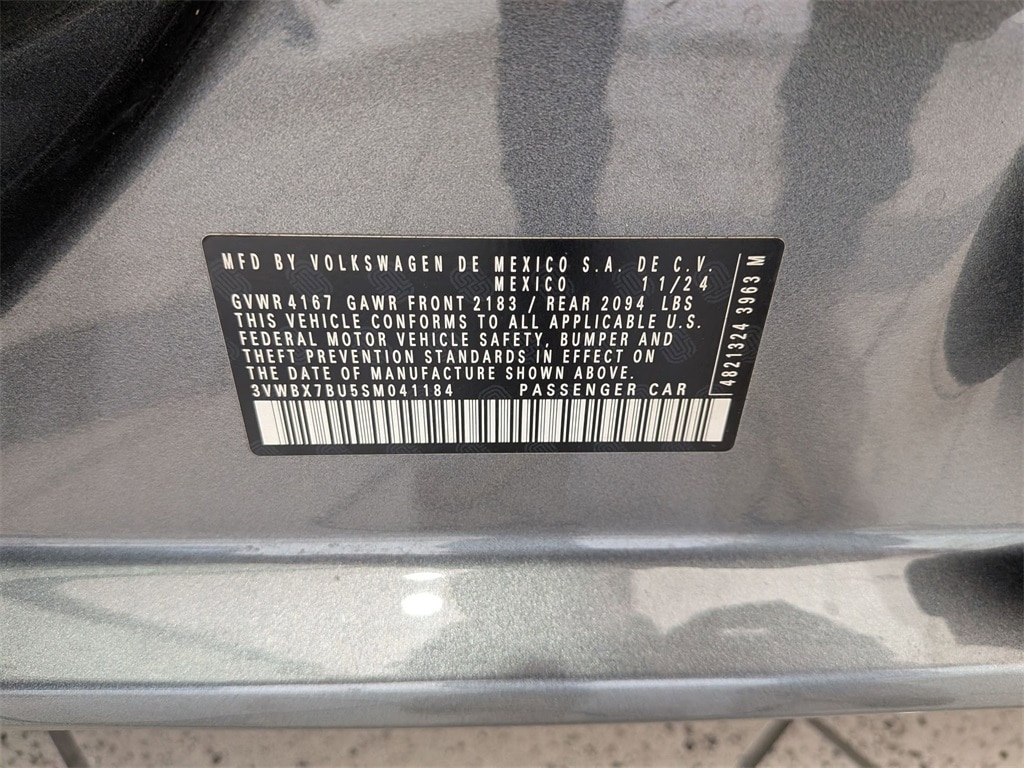 MFD BY VOLKSWAGEN DE MEXICO S.A. DE C.V.
MEXICO 11/24
GVWR 4167 GAWR FRONT 2183 / REAR 2094 LBS
THIS VEHICLE CONFORMS TO ALL APPLICABLE U.S.
FEDERAL MOTOR VEHICLE SAFETY, BUMPER AND
THEFT PREVENTION STANDARDS IN EFFECT ON
THE DATE OF MANUFACTURE SHOWN ABOVE.
3VWBX7BU5SM041184 PASSENGER CAR
4821324 3963 M